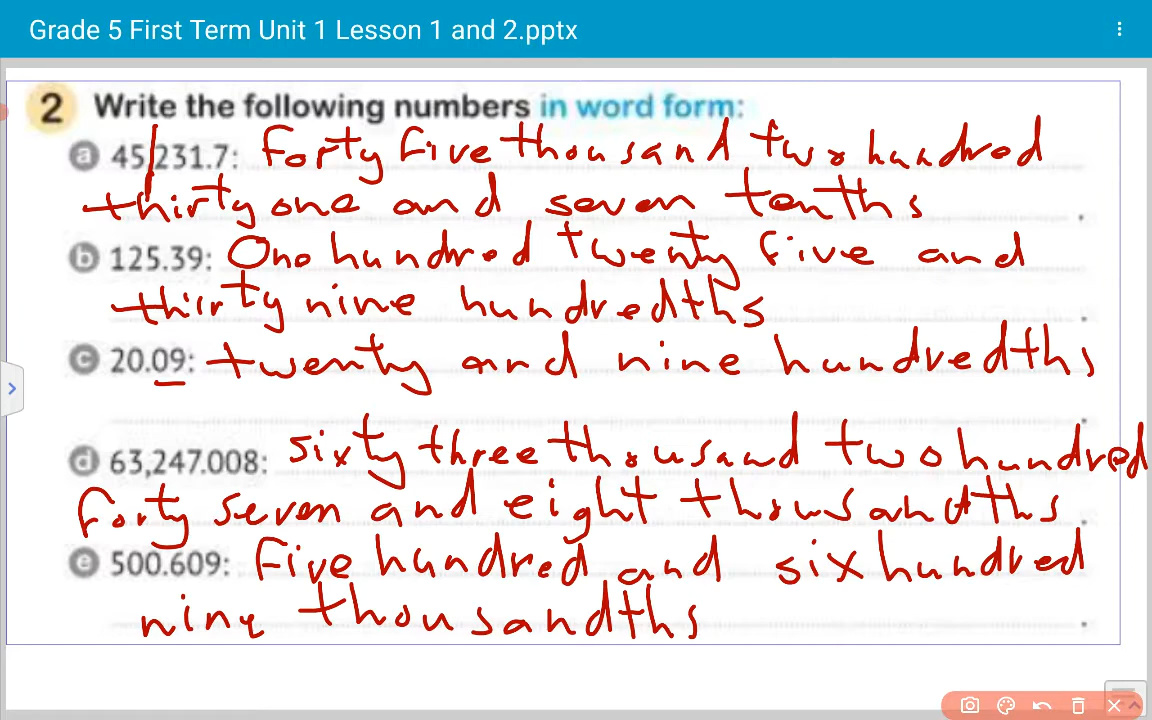 Grade 5 First Term Unit 1 Lesson 1 and 2.pptx
2 Write the following numbers in word form:
a 45,231.7: Forty five thousand two hundred
thirty one and seven tenths .
b 125.39: One hundred twenty five and
thirty nine hundredths .
c 20.09: twenty and nine hundredths
.
d 63,247.008: sixty three thousand two hundred
forty seven and eight thousandths .
e 500.609: five hundred and six hundred
nine thousandths .